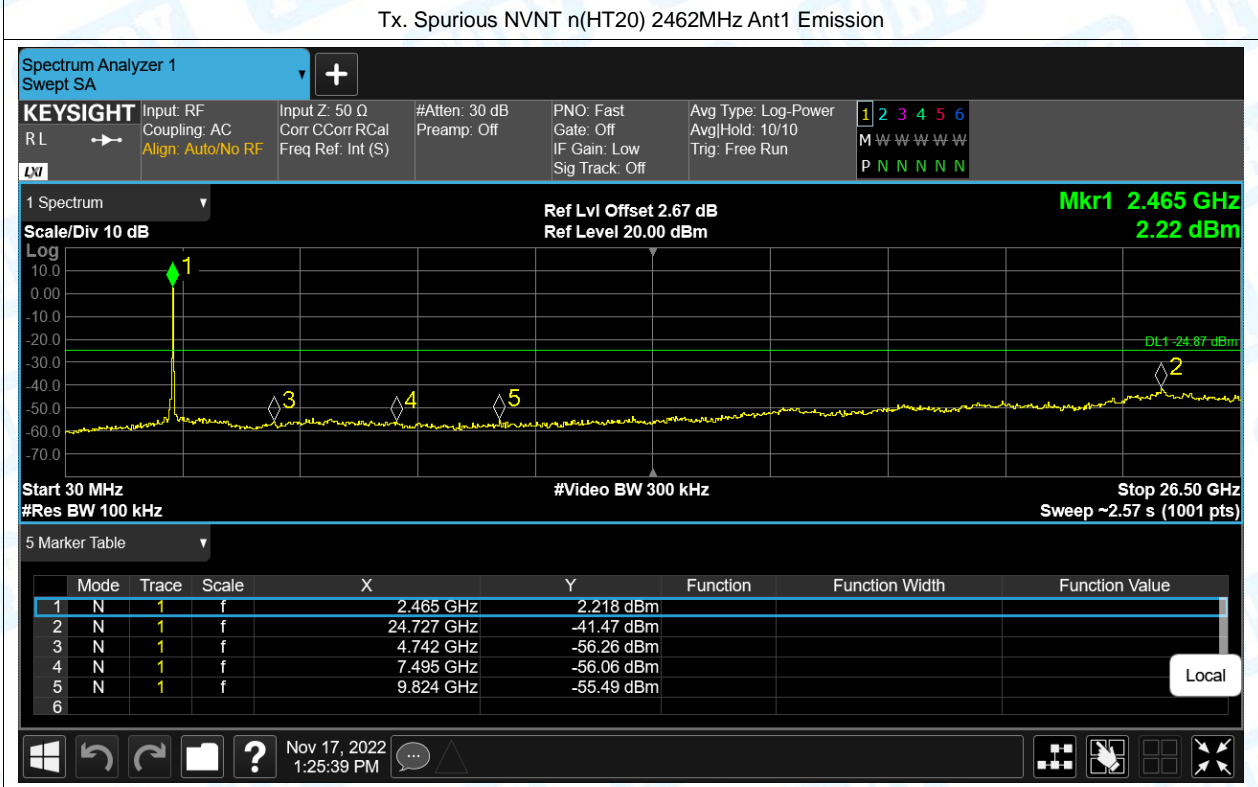 Tx. Spurious NVNT n(HT20) 2462MHz Ant1 Emission
Spectrum Analyzer 1
Swept SA
KEYSIGHT Input: RF Input Z: 50 Ω #Atten: 30 dB PNO: Fast Avg Type: Log-Power 1 2 3 4 5 6
RL Coupling: AC Corr CCorr RCal Preamp: Off Gate: Off Avg|Hold: 10/10 M W W W W W
Align: Auto/No RF Freq Ref: Int (S) IF Gain: Low Trig: Free Run
LXI Sig Track: Off P N N N N N
1 Spectrum
Scale/Div 10 dB
Ref Lvl Offset 2.67 dB
Ref Level 20.00 dBm
Mkr1 2.465 GHz
2.22 dBm
Log
10.0
0.00
-10.0
-20.0
-30.0
-40.0
-50.0
-60.0
-70.0
1
DL1 -24.87 dBm
2
3
4
5
Start 30 MHz #Video BW 300 kHz Stop 26.50 GHz
#Res BW 100 kHz Sweep ~2.57 s (1001 pts)
5 Marker Table
Mode Trace Scale X Y Function Function Width Function Value
1 N 1 f 2.465 GHz 2.218 dBm
2 N 1 f 24.727 GHz -41.47 dBm
3 N 1 f 4.742 GHz -56.26 dBm
4 N 1 f 7.495 GHz -56.06 dBm
5 N 1 f 9.824 GHz -55.49 dBm
6
Local
? Nov 17, 2022
1:25:39 PM